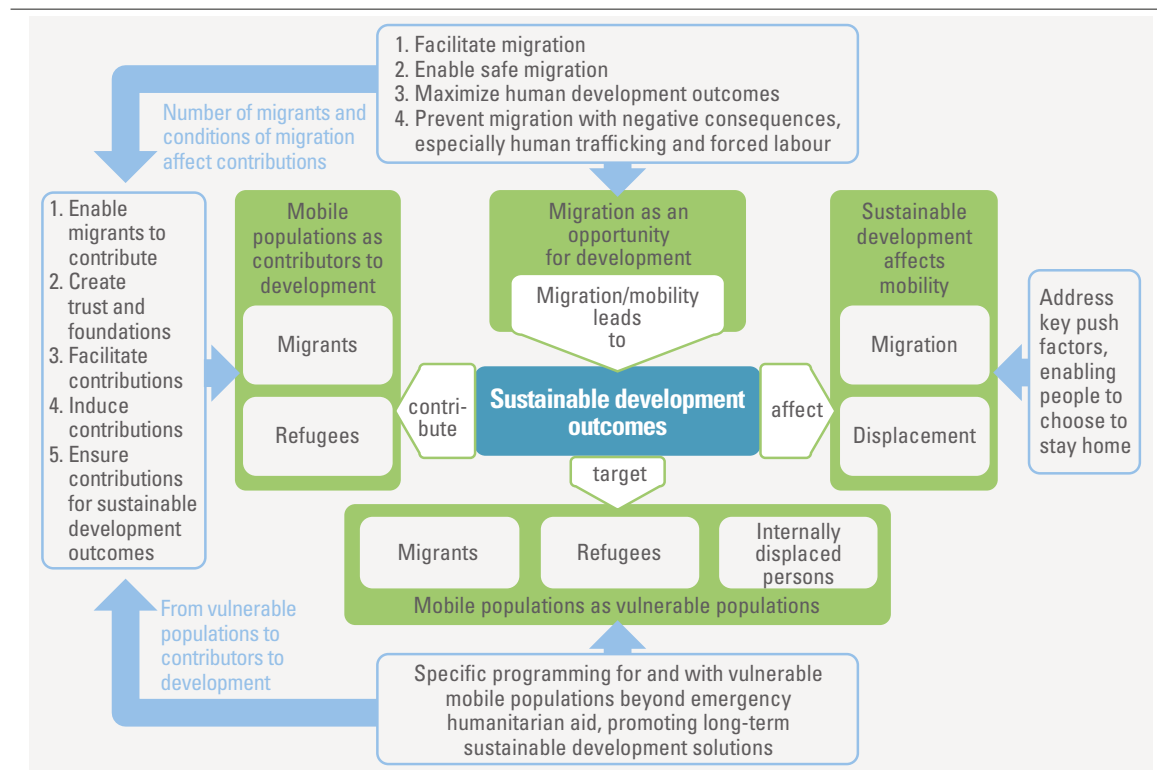 1. Facilitate migration
2. Enable safe migration
3. Maximize human development outcomes
4. Prevent migration with negative consequences,
especially human trafficking and forced labour
Number of migrants and
conditions of migration
affect contributions
1. Enable
migrants to
contribute
2. Create
trust and
foundations
3. Facilitate
contributions
4. Induce
contributions
5. Ensure
contributions
for sustainable
development
outcomes
Mobile
populations as
contributors to
development
Migrants
Refugees
Migration as an
opportunity
for development
Migration/mobility
leads
to
Sustainable
development
affects
mobility
Migration
Displacement
Address
key push
factors,
enabling
people to
choose to
stay home
contri-
bute
Sustainable development
outcomes
affect
target
Migrants
Refugees
Internally
displaced
persons
Mobile populations as vulnerable populations
From vulnerable
populations to
contributors to
development
Specific programming for and with vulnerable
mobile populations beyond emergency
humanitarian aid, promoting long-term
sustainable development solutions